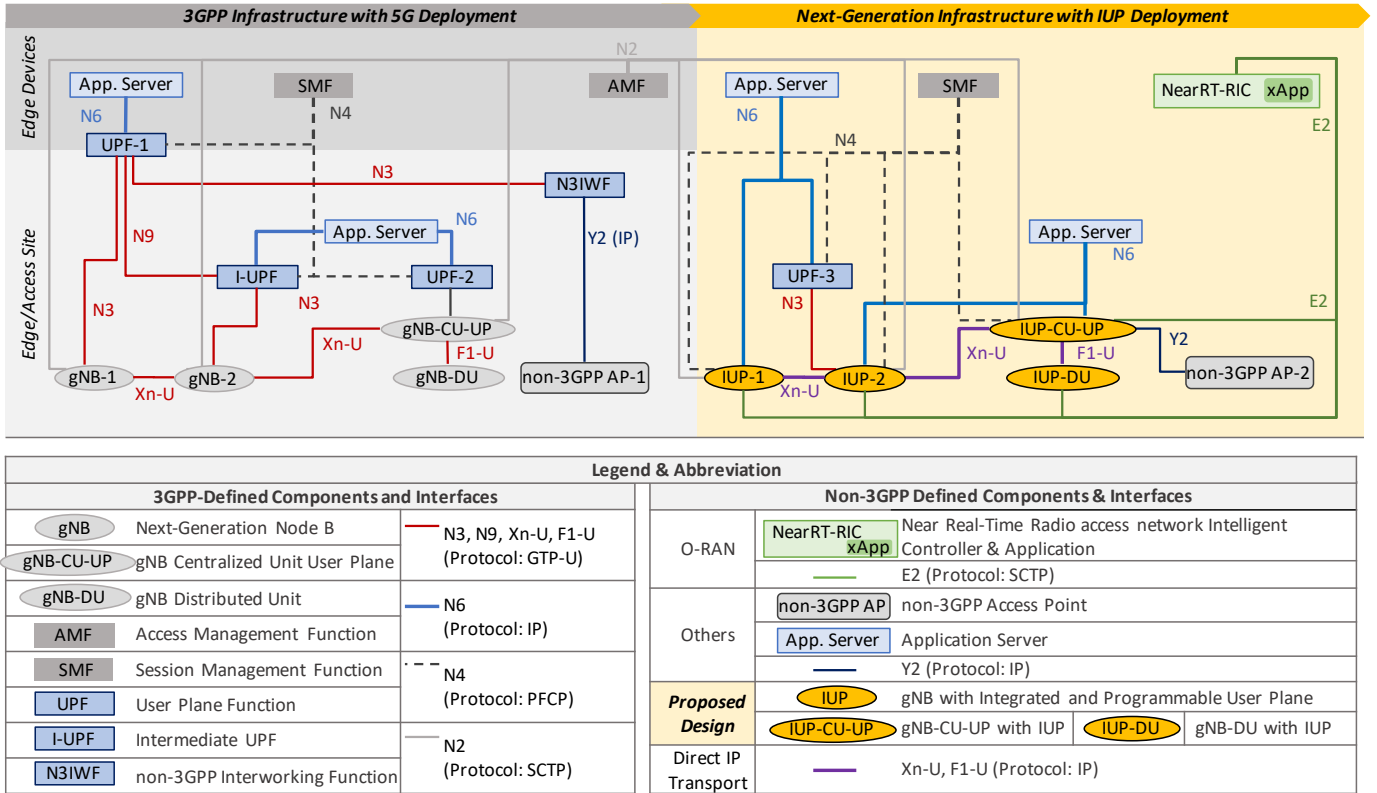 3GPP Infrastructure with 5G Deployment
Next-Generation Infrastructure with IUP Deployment
Edge Devices
Edge/Access Site
N2
App. Server
SMF
AMF
App. Server
SMF
NearRT-RIC xApp
N6
N4
N6
E2
UPF-1
N4
N3
N3IWF
N9
App. Server
N6
Y2 (IP)
App. Server
N6
I-UPF
UPF-2
UPF-3
N3
N3
N3
E2
gNB-CU-UP
IUP-CU-UP
Xn-U
F1-U
Xn-U
F1-U
Y2
gNB-1
gNB-2
gNB-DU
non-3GPP AP-1
IUP-1
IUP-2
IUP-DU
non-3GPP AP-2
Xn-U
Xn-U
Legend & Abbreviation
3GPP-Defined Components and Interfaces
gNB
Next-Generation Node B
gNB-CU-UP
gNB Centralized Unit User Plane
gNB-DU
gNB Distributed Unit
AMF
Access Management Function
SMF
Session Management Function
UPF
User Plane Function
I-UPF
Intermediate UPF
N3IWF
non-3GPP Interworking Function
N3, N9, Xn-U, F1-U
(Protocol: GTP-U)
N6
(Protocol: IP)
N4
(Protocol: PFCP)
N2
(Protocol: SCTP)
Non-3GPP Defined Components & Interfaces
O-RAN
NearRT-RIC
xApp
Near Real-Time Radio access network Intelligent
Controller & Application
E2 (Protocol: SCTP)
Others
non-3GPP AP
non-3GPP Access Point
App. Server
Application Server
Y2 (Protocol: IP)
Proposed
Design
IUP
gNB with Integrated and Programmable User Plane
IUP-CU-UP
gNB-CU-UP with IUP
IUP-DU
gNB-DU with IUP
Direct IP
Transport
Xn-U, F1-U (Protocol: IP)